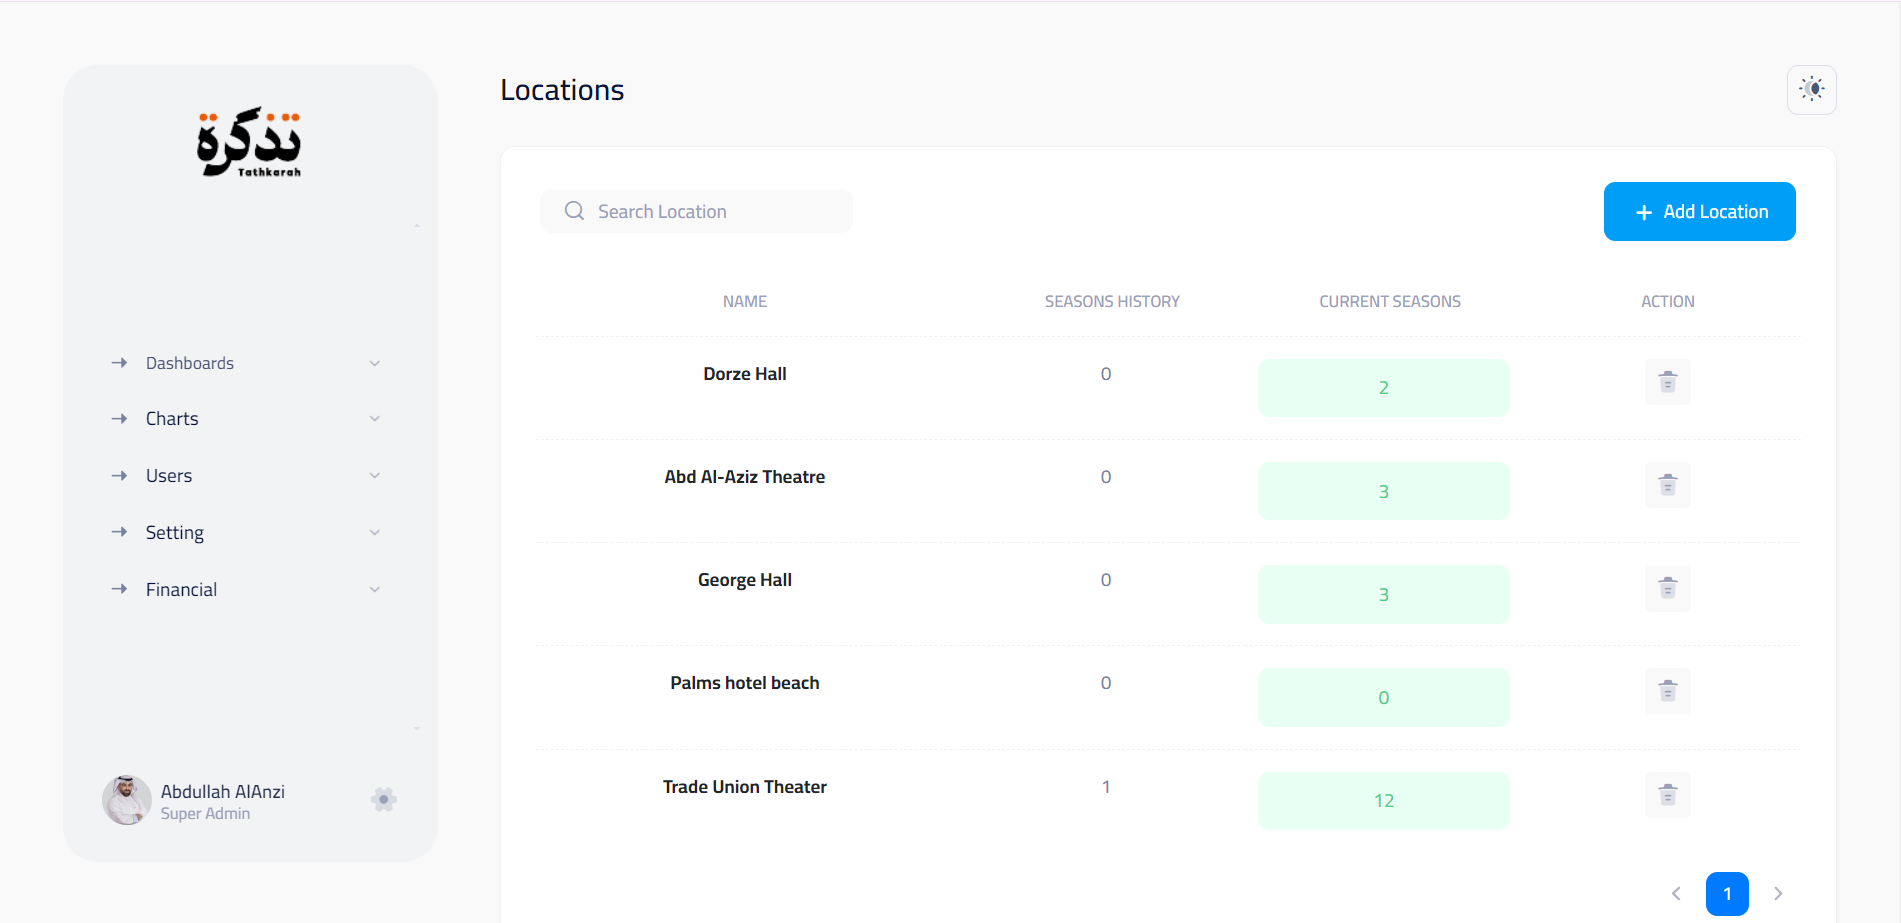 تذكرة
Tathkarah
Dashboards
Charts
Users
Setting
Financial
Abdullah AlAnzi
Super Admin
Locations
Search Location
Add Location
NAME SEASONS HISTORY CURRENT SEASONS ACTION
Dorze Hall 0 2
Abd Al-Aziz Theatre 0 3
George Hall 0 3
Palms hotel beach 0 0
Trade Union Theater 1 12
1